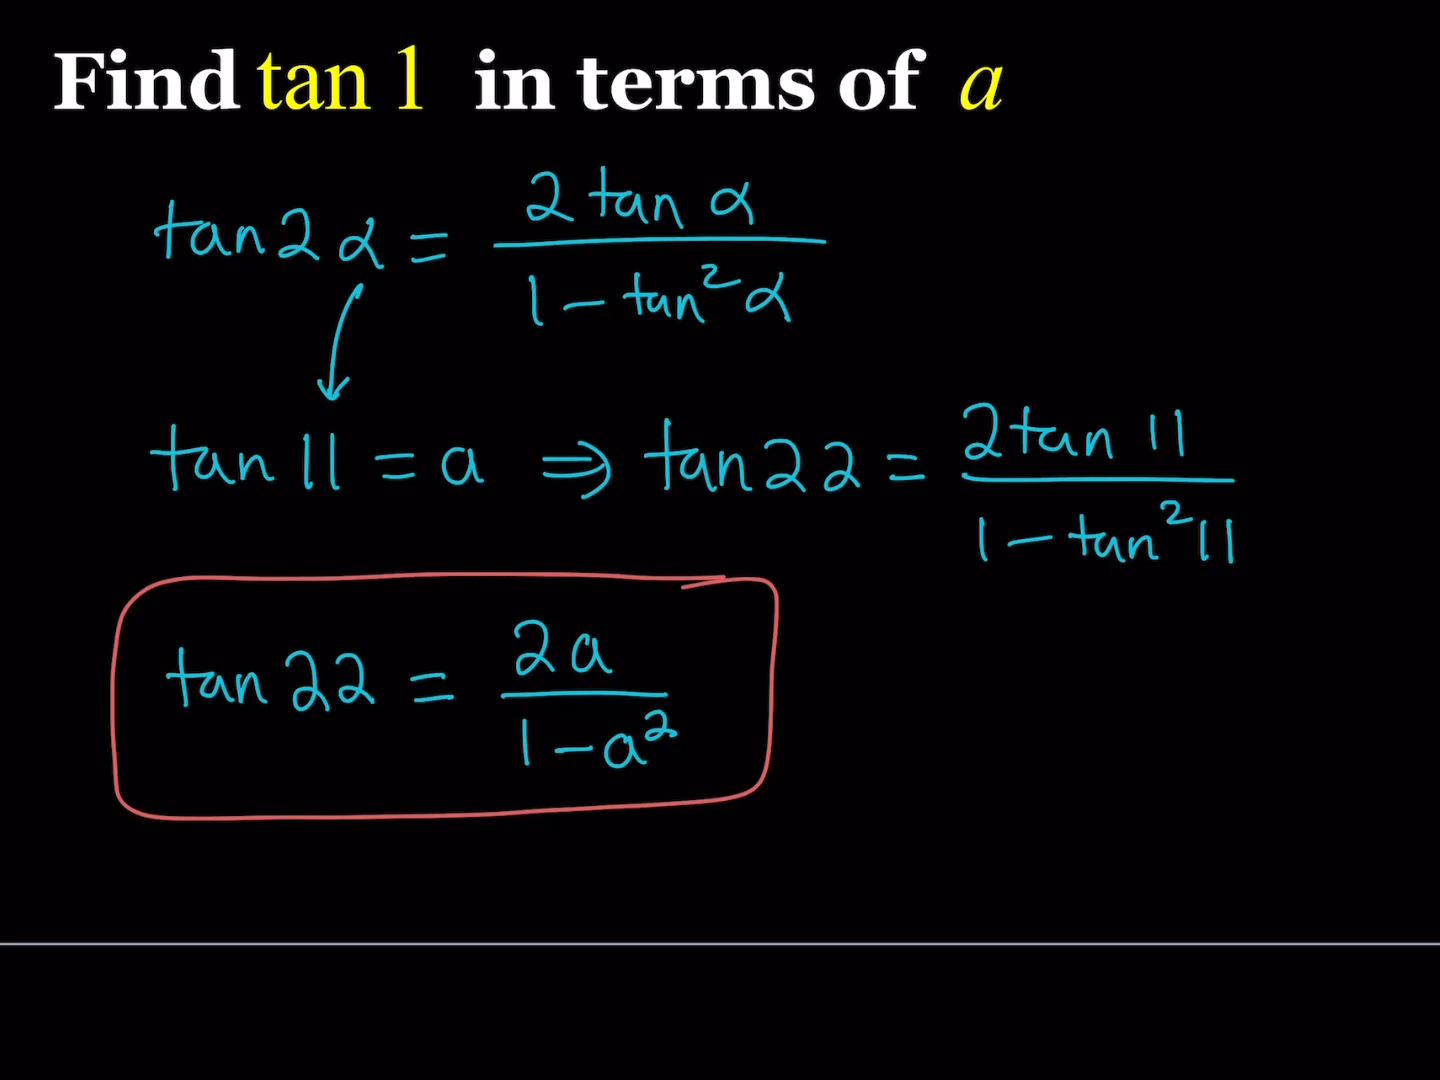 Find tan 1 in terms of a
tan 2α = 2 tan α / 1 − tan² α
tan 11 = a ⇒ tan 22 = 2 tan 11 / 1 − tan² 11
tan 22 = 2a / 1 − a²